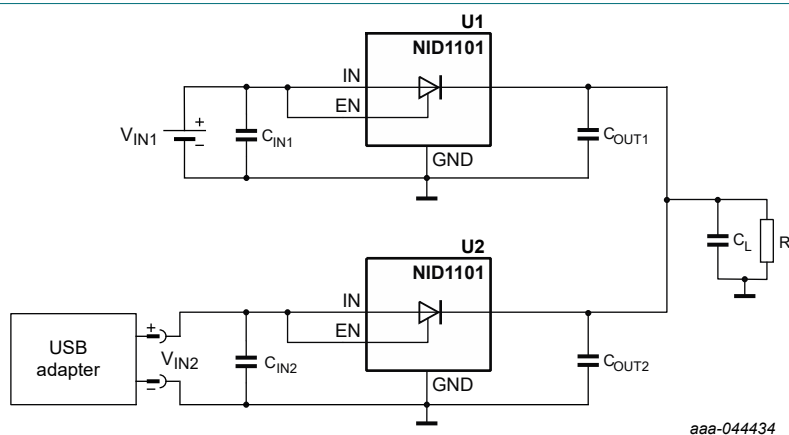 U1
NID1101
IN
EN
VIN1
+
−
CIN1
GND
COUT1
CL
R
U2
NID1101
IN
EN
USB
adapter
+
−
VIN2
CIN2
GND
COUT2
aaa-044434